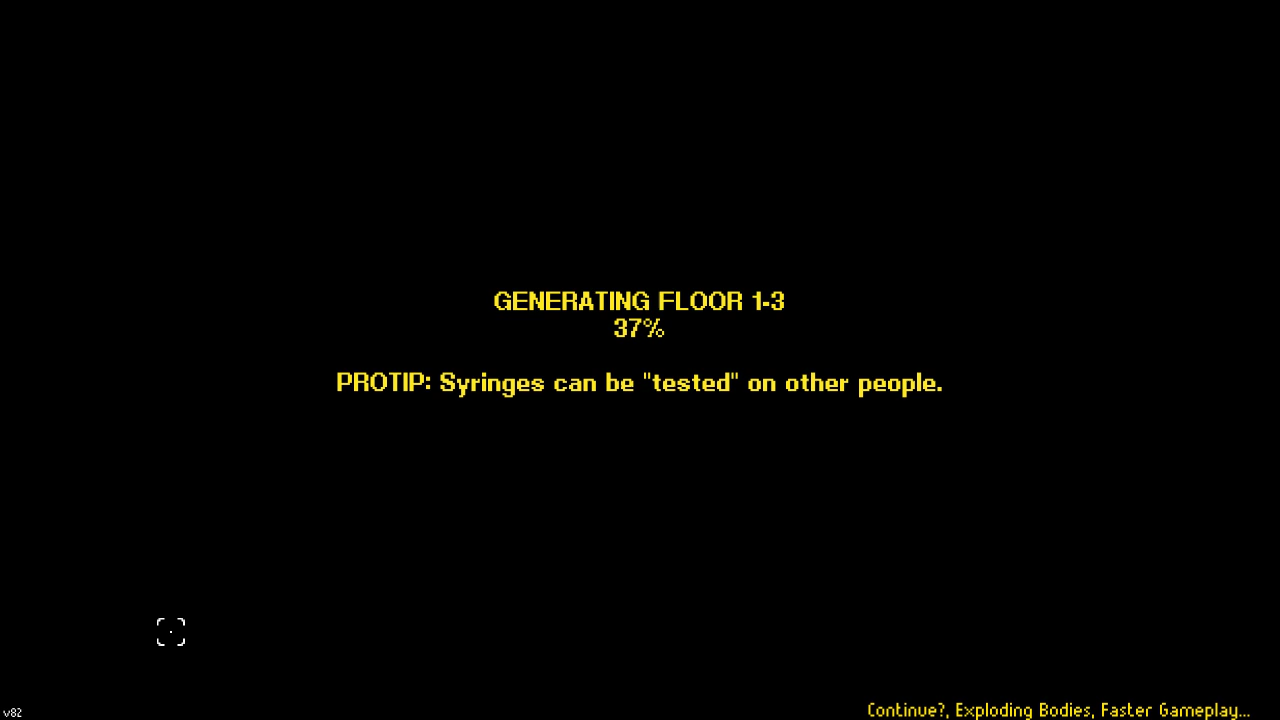 GENERATING FLOOR 1-3
37%
PROTIP: Syringes can be "tested" on other people.
v82
Continue?, Exploding Bodies, Faster Gameplay...